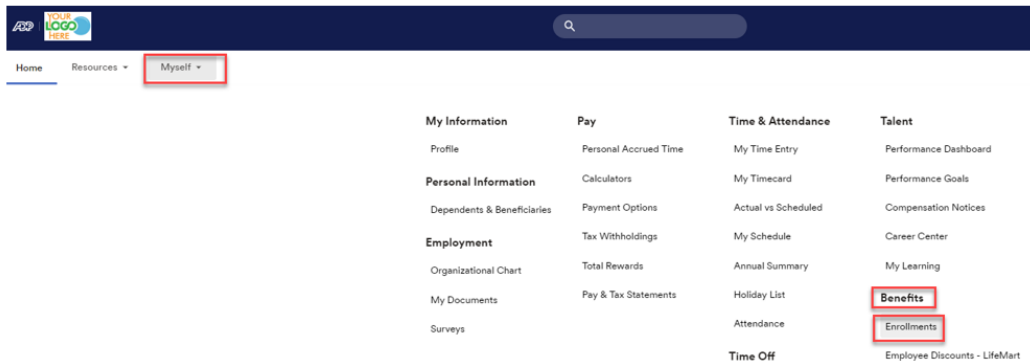 ADP
YOUR
LOGO
HERE
Home
Resources
Myself
My Information
Profile
Personal Information
Dependents & Beneficiaries
Employment
Organizational Chart
My Documents
Surveys
Pay
Personal Accrued Time
Calculators
Payment Options
Tax Withholdings
Total Rewards
Pay & Tax Statements
Time & Attendance
My Time Entry
My Timecard
Actual vs Scheduled
My Schedule
Annual Summary
Holiday List
Attendance
Time Off
Talent
Performance Dashboard
Performance Goals
Compensation Notices
Career Center
My Learning
Benefits
Enrollments
Employee Discounts - LifeMart